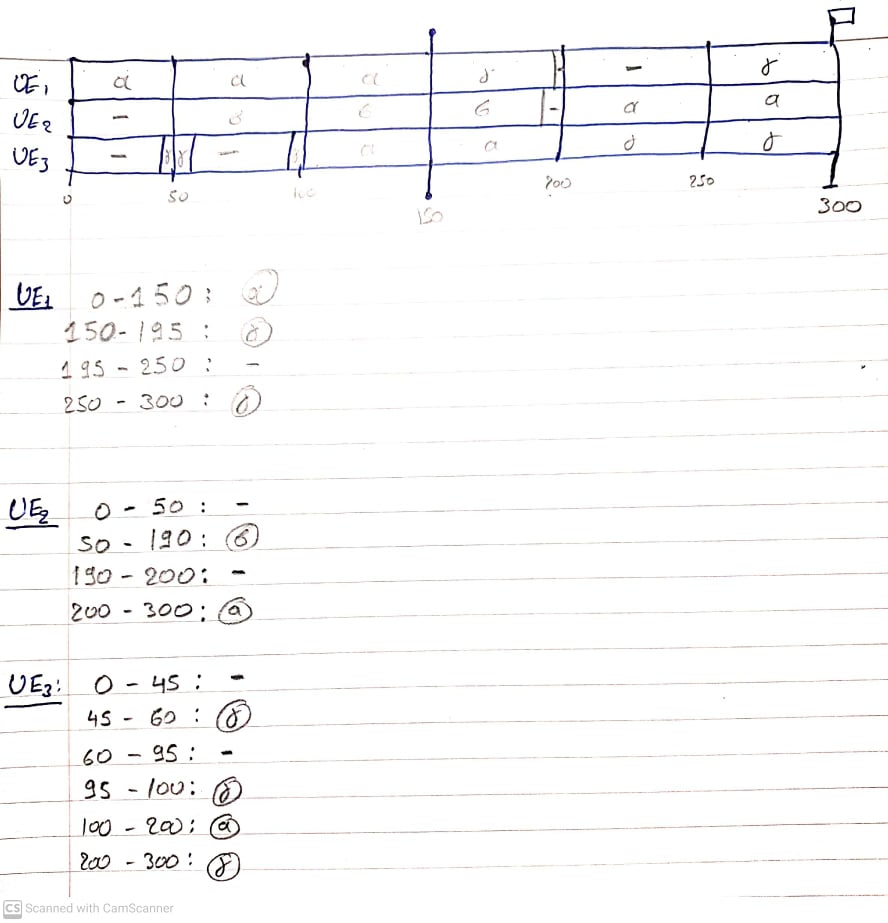 UE1 a a a γ - - γ
UE2 - б б б - a a
UE3 - γ γ - γ a a γ γ
0 50 100 150 200 250 300
UE1 0-150 : a
150-195 : γ
195 - 250 : -
250 - 300 : γ
UE2 0 - 50 : -
50 - 190 : б
190 - 200 : -
200 - 300 : a
UE3: 0 - 45 : -
45 - 60 : γ
60 - 95 : -
95 - 100 : γ
100 - 200 : a
200 - 300 : γ
CS Scanned with CamScanner